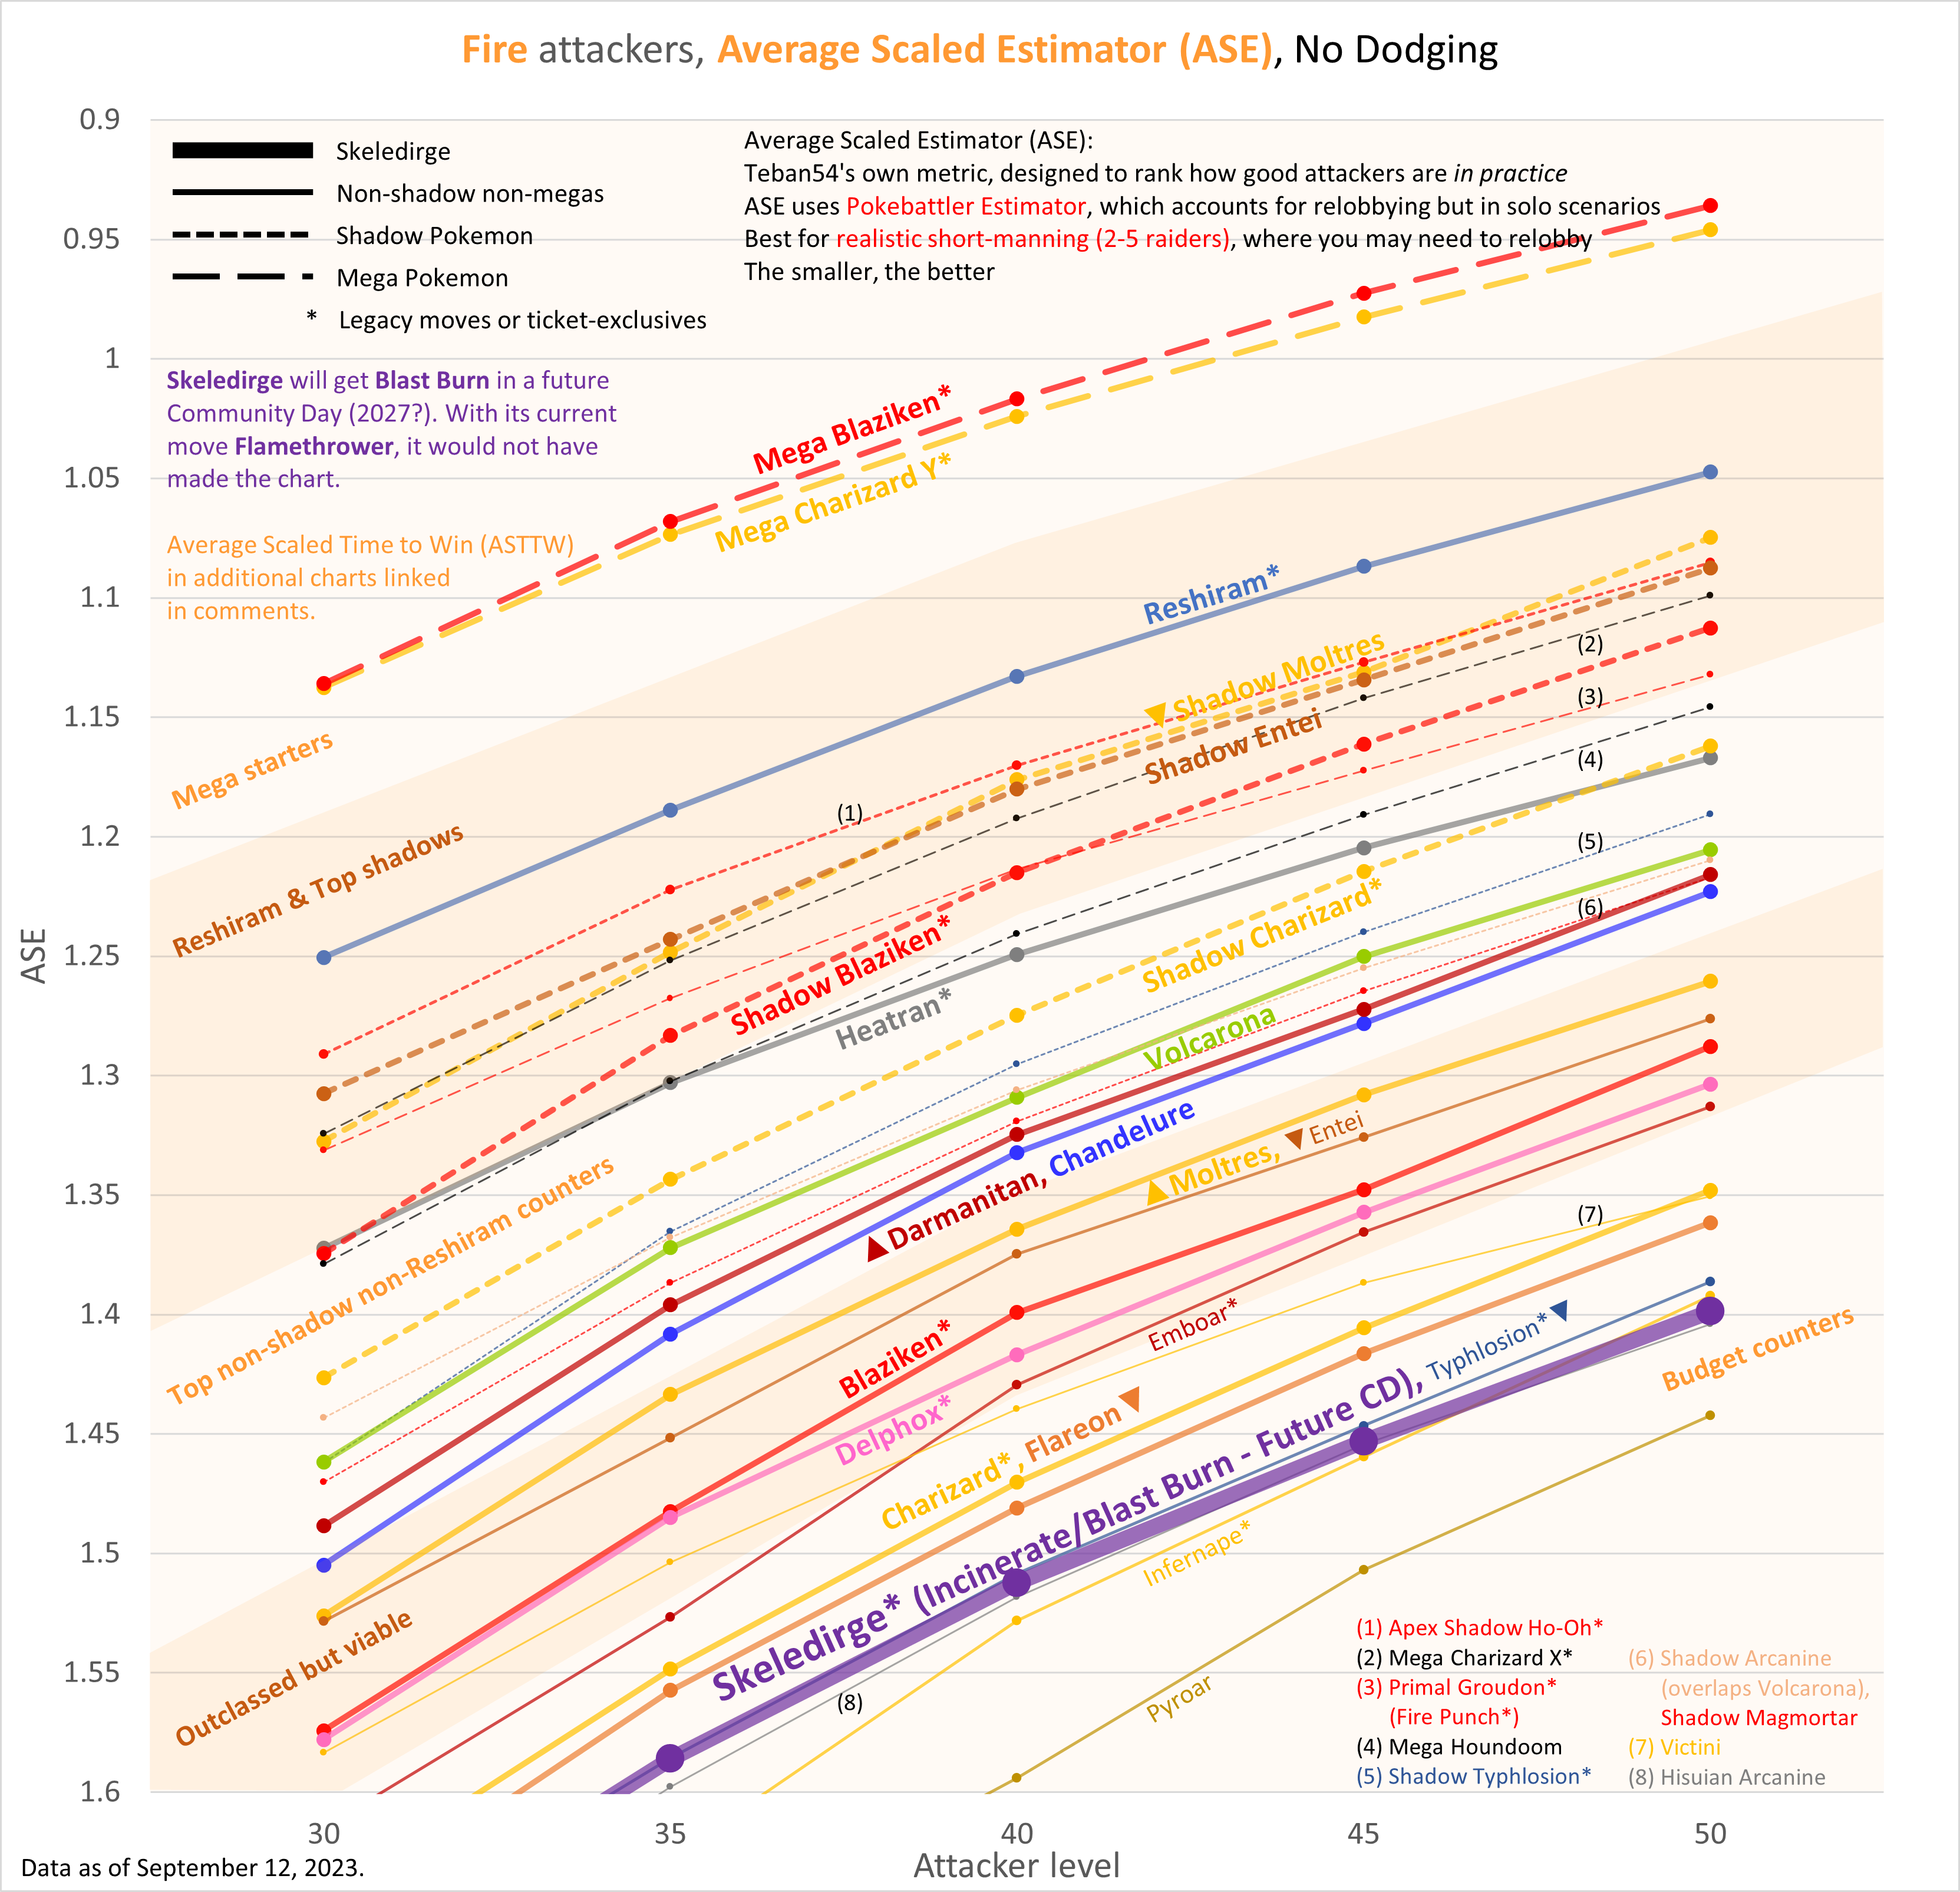 Fire attackers, Average Scaled Estimator (ASE), No Dodging
0.9
0.95
1
1.05
1.1
1.15
1.2
1.25
1.3
1.35
1.4
1.45
1.5
1.55
1.6
ASE
Skeledirge
Non-shadow non-megas
Shadow Pokemon
Mega Pokemon
* Legacy moves or ticket-exclusives
Average Scaled Estimator (ASE):
Teban54's own metric, designed to rank how good attackers are in practice
ASE uses Pokebattler Estimator, which accounts for relobbying but in solo scenarios
Best for realistic short-manning (2-5 raiders), where you may need to relobby
The smaller, the better
Skeledirge will get Blast Burn in a future
Community Day (2027?). With its current
move Flamethrower, it would not have
made the chart.
Average Scaled Time to Win (ASTTW)
in additional charts linked
in comments.
Mega Blaziken*
Mega Charizard Y*
Reshiram*
Shadow Moltres
Shadow Entei
(2)
(3)
(4)
(1)
(5)
(6)
Mega starters
Reshiram & Top shadows
Shadow Blaziken*
Heatran*
Shadow Charizard*
Volcarona
Darmanitan, Chandelure
Moltres, Entei
Top non-shadow non-Reshiram counters
(7)
Blaziken*
Delphox*
Emboar*
Charizard*, Flareon
Skeledirge* (Incinerate/Blast Burn - Future CD), Typhlosion*
Budget counters
Infernape*
Outclassed but viable
(8)
Pyroar
(1) Apex Shadow Ho-Oh*
(2) Mega Charizard X*
(3) Primal Groudon*
(Fire Punch*)
(4) Mega Houndoom
(5) Shadow Typhlosion*
(6) Shadow Arcanine
(overlaps Volcarona),
Shadow Magmortar
(7) Victini
(8) Hisuian Arcanine
30
35
40
45
50
Attacker level
Data as of September 12, 2023.